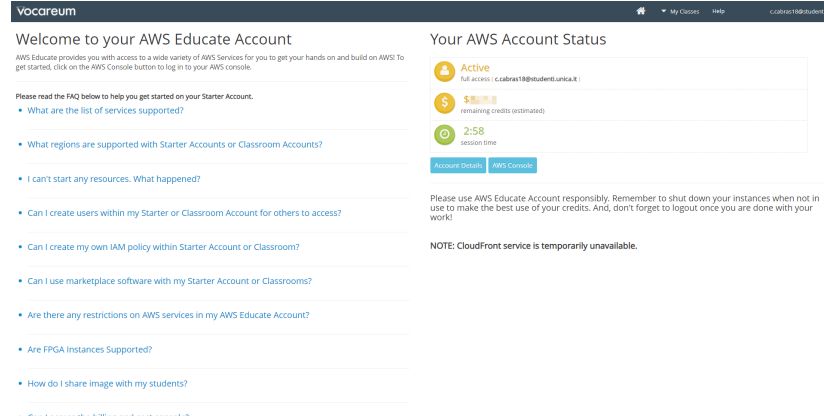 Vocareum
My Classes Help c.cabras18@student
Welcome to your AWS Educate Account
AWS Educate provides you with access to a wide variety of AWS Services for you to get your hands on and build on AWS! To
get started, click on the AWS Console button to log in to your AWS console.
Please read the FAQ below to help you get started on your Starter Account.
What are the list of services supported?
What regions are supported with Starter Accounts or Classroom Accounts?
I can't start any resources. What happened?
Can I create users within my Starter or Classroom Account for others to access?
Can I create my own IAM policy within Starter Account or Classroom?
Can I use marketplace software with my Starter Account or Classrooms?
Are there any restrictions on AWS services in my AWS Educate Account?
Are FPGA Instances Supported?
How do I share image with my students?
Your AWS Account Status
Active
full access ( c.cabras18@studenti.unica.it )
$
remaining credits (estimated)
2:58
session time
Account Details AWS Console
Please use AWS Educate Account responsibly. Remember to shut down your instances when not in
use to make the best use of your credits. And, don't forget to logout once you are done with your
work!
NOTE: CloudFront service is temporarily unavailable.